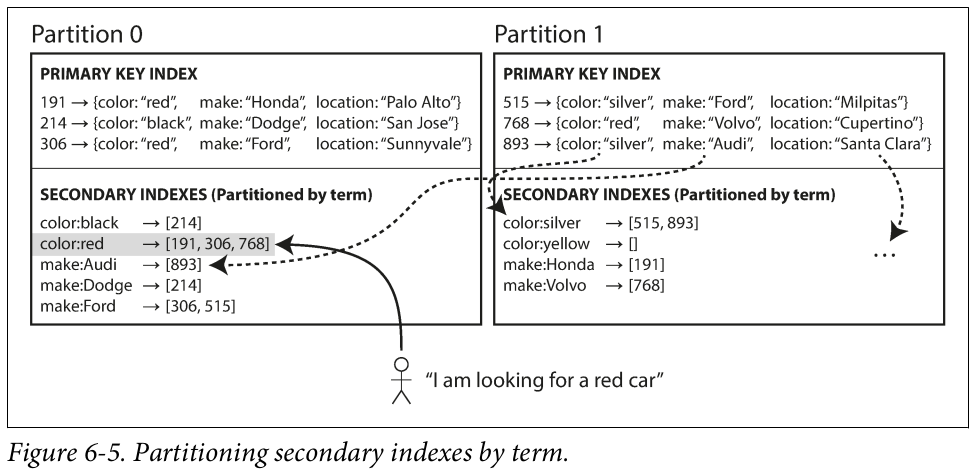 Partition 0
PRIMARY KEY INDEX
191 → {color: “red”, make: “Honda”, location: “Palo Alto”}
214 → {color: “black”, make: “Dodge”, location: “San Jose”}
306 → {color: “red”, make: “Ford”, location: “Sunnyvale”}
SECONDARY INDEXES (Partitioned by term)
color:black → [214]
color:red → [191, 306, 768]
make:Audi → [893]
make:Dodge → [214]
make:Ford → [306, 515]
Partition 1
PRIMARY KEY INDEX
515 → {color: “silver”, make: “Ford”, location: “Milpitas”}
768 → {color: “red”, make: “Volvo”, location: “Cupertino”}
893 → {color: “silver”, make: “Audi”, location: “Santa Clara”}
SECONDARY INDEXES (Partitioned by term)
color:silver → [515, 893]
color:yellow → []
make:Honda → [191]
make:Volvo → [768]
...
“I am looking for a red car”
Figure 6-5. Partitioning secondary indexes by term.